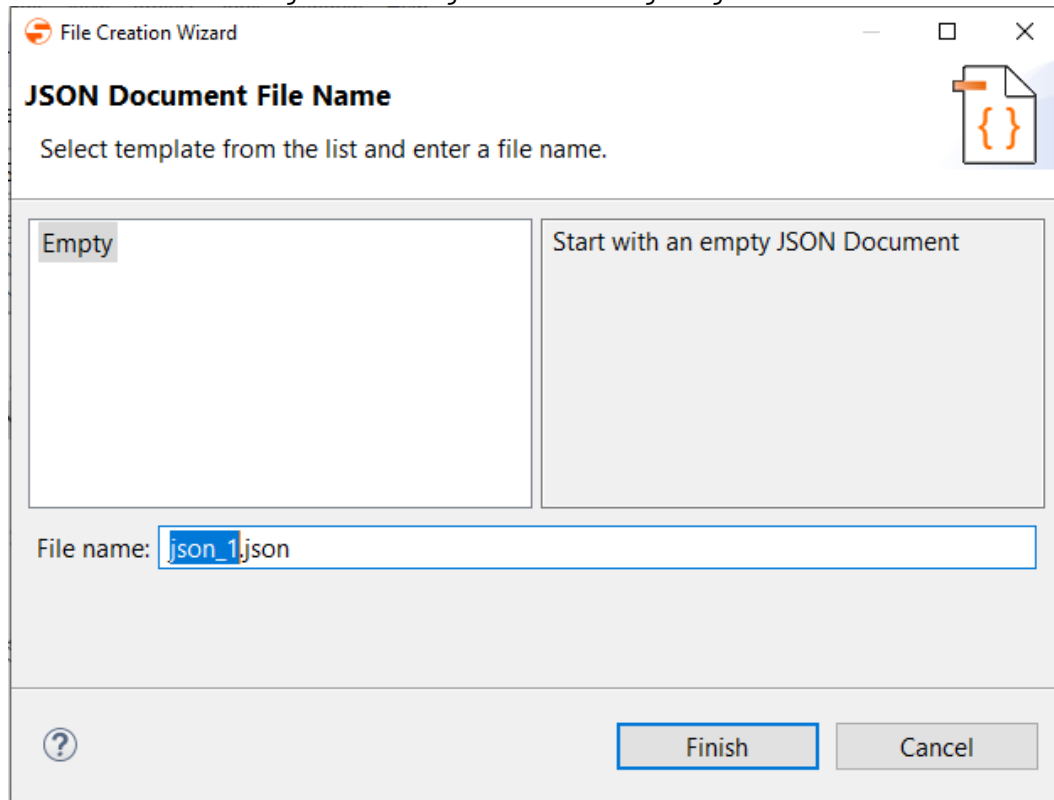 File Creation Wizard
JSON Document File Name
{ }
Select template from the list and enter a file name.
Empty
Start with an empty JSON Document
File name: json_1.json
?
Finish
Cancel